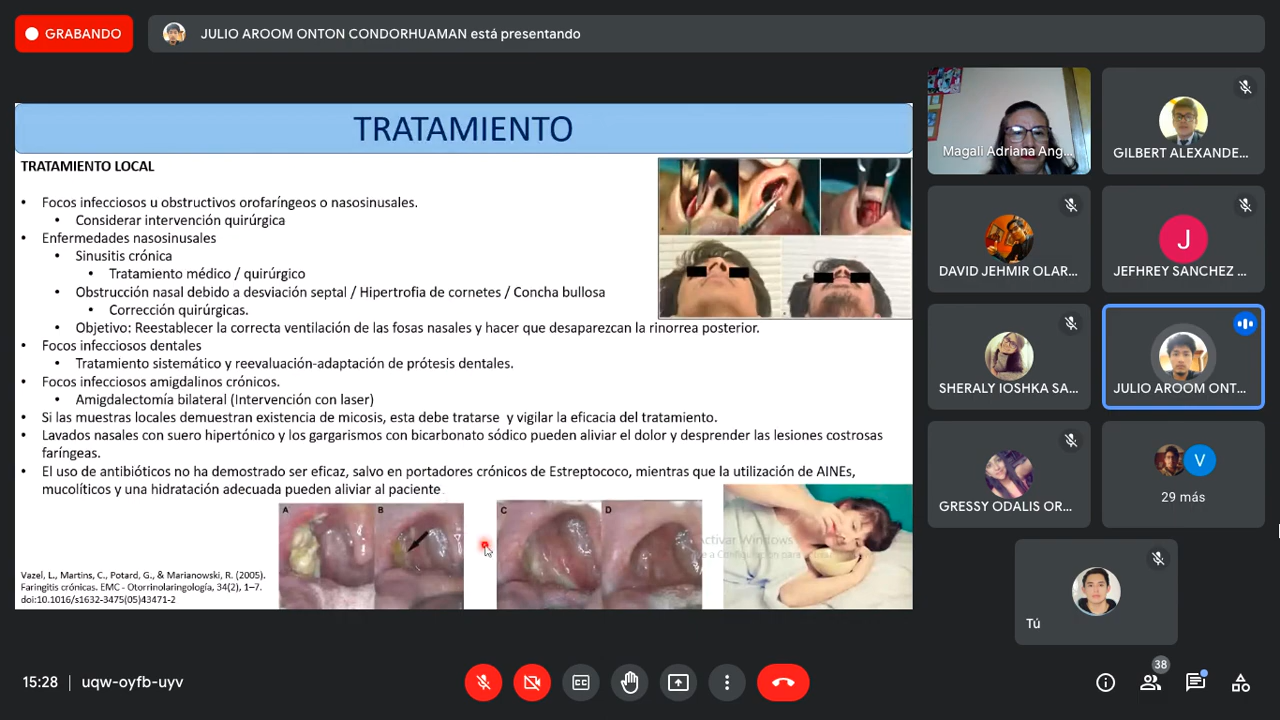 GRABANDO
JULIO AROOM ONTON CONDORHUAMAN está presentando
TRATAMIENTO
TRATAMIENTO LOCAL
• Focos infecciosos u obstructivos orofaríngeos o nasosinusales.
• Considerar intervención quirúrgica
• Enfermedades nasosinusales
• Sinusitis crónica
• Tratamiento médico / quirúrgico
• Obstrucción nasal debido a desviación septal / Hipertrofia de cornetes / Concha bullosa
• Corrección quirúrgicas.
• Objetivo: Reestablecer la correcta ventilación de las fosas nasales y hacer que desaparezcan la rinorrea posterior.
• Focos infecciosos dentales
• Tratamiento sistemático y reevaluación-adaptación de prótesis dentales.
• Focos infecciosos amigdalinos crónicos.
• Amigdalectomía bilateral (Intervención con laser)
• Si las muestras locales demuestran existencia de micosis, esta debe tratarse y vigilar la eficacia del tratamiento.
• Lavados nasales con suero hipertónico y los gargarismos con bicarbonato sódico pueden aliviar el dolor y desprender las lesiones costrosas
faríngeas.
• El uso de antibióticos no ha demostrado ser eficaz, salvo en portadores crónicos de Estreptococo, mientras que la utilización de AINEs,
mucolíticos y una hidratación adecuada pueden aliviar al paciente
A
B
C
D
Activar Windows
Vazel, L., Martins, C., Potard, G., & Marianowski, R. (2005).
Faringitis crónicas. EMC - Otorrinolaringología, 34(2), 1–7.
doi:10.1016/s1632-3475(05)43471-2
Magali Adriana Ang...
GILBERT ALEXANDE...
DAVID JEHMIR OLAR...
J
JEFHREY SANCHEZ ...
SHERALY IOSHKA SA...
JULIO AROOM ONT...
GRESSY ODALIS OR...
V
29 más
Tú
15:28 | uqw-oyfb-uyv
CC
38